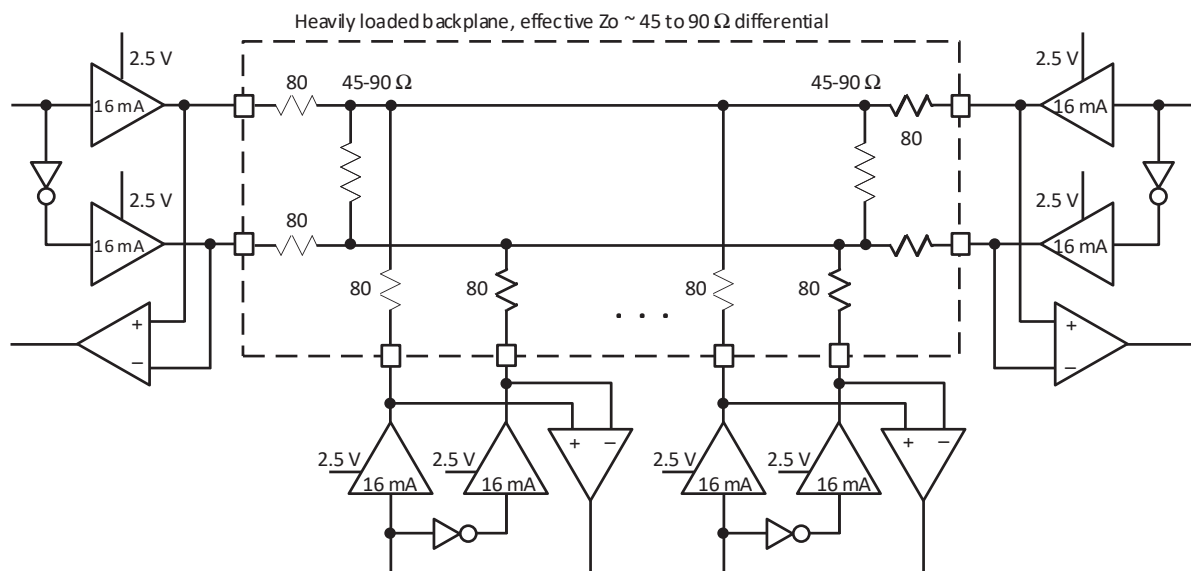 Heavily loaded backplane, effective Zo ~ 45 to 90 Ω differential
2.5 V
16 mA
80
45-90 Ω
45-90 Ω
80
2.5 V
16 mA
2.5 V
16 mA
80
2.5 V
16 mA
+
−
80
80
. . .
80
80
+
−
2.5 V
16 mA
2.5 V
16 mA
+ −
2.5 V
16 mA
2.5 V
16 mA
+ −